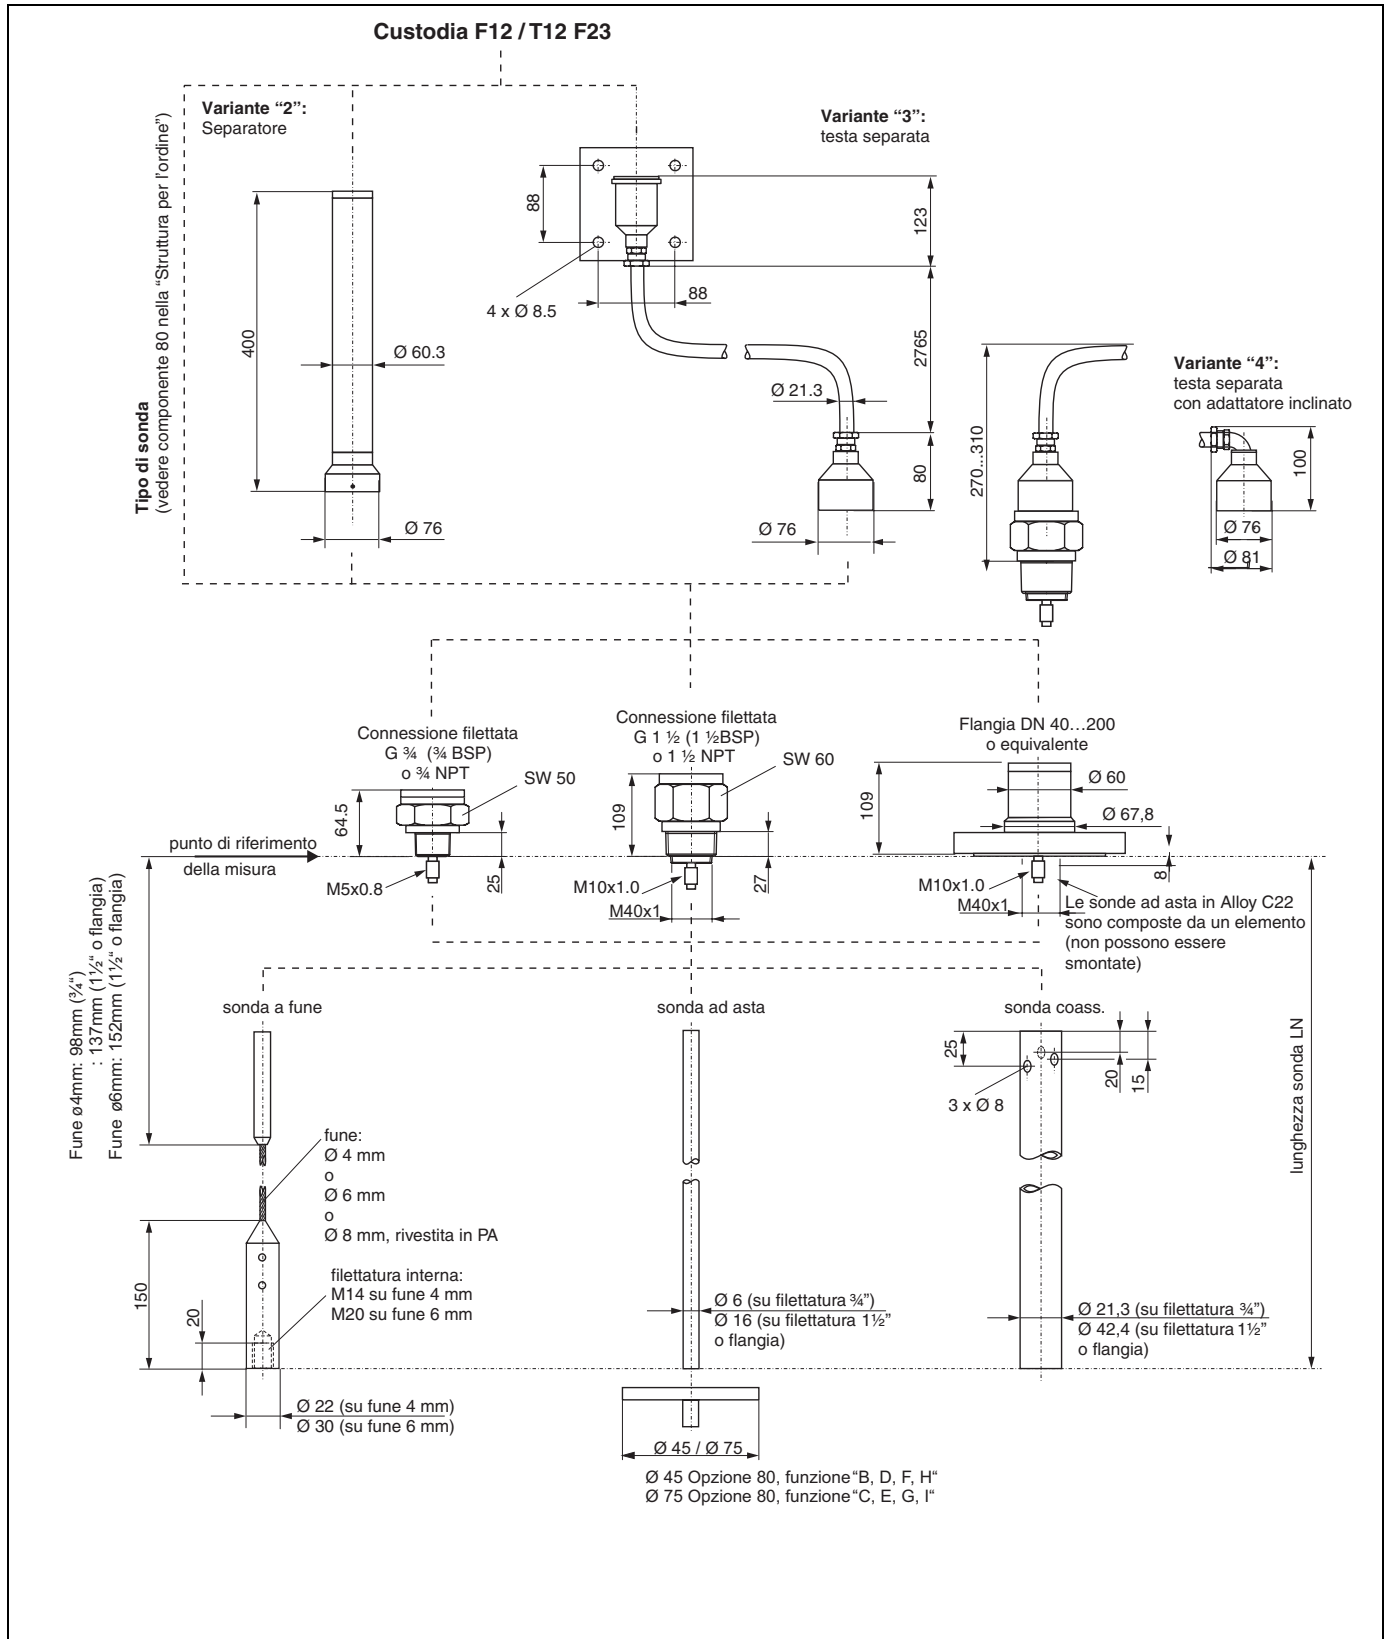 Custodia F12 / T12 F23
Variante “2”:
Separatore
Variante “3”:
testa separata
Tipo di sonda
(vedere componente 80 nella “Struttura per l’ordine”)
88
123
4 x Ø 8.5
88
400
Ø 60.3
2765
Ø 21.3
270...310
Variante “4”:
testa separata
con adattatore inclinato
80
100
Ø 76
Ø 76
Ø 76
Ø 81
Connessione filettata
G ¾ (¾ BSP)
o ¾ NPT
SW 50
64.5
Connessione filettata
G 1 ½ (1 ½BSP)
o 1 ½ NPT
SW 60
109
Flangia DN 40...200
o equivalente
109
Ø 60
Ø 67,8
punto di riferimento
della misura
M5x0.8
25
M10x1.0
M40x1
27
M10x1.0
M40x1
8
Le sonde ad asta in Alloy C22
sono composte da un elemento
(non possono essere
smontate)
Fune ø4mm: 98mm (¾“)
: 137mm (1½“ o flangia)
Fune ø6mm: 152mm (1½“ o flangia)
sonda a fune
sonda ad asta
sonda coass.
25
20
15
3 x Ø 8
lunghezza sonda LN
fune:
Ø 4 mm
o
Ø 6 mm
o
Ø 8 mm, rivestita in PA
filettatura interna:
M14 su fune 4 mm
M20 su fune 6 mm
150
20
Ø 6 (su filettatura ¾”)
Ø 16 (su filettatura 1½”
o flangia)
Ø 21,3 (su filettatura ¾”)
Ø 42,4 (su filettatura 1½”
o flangia)
Ø 22 (su fune 4 mm)
Ø 30 (su fune 6 mm)
Ø 45 / Ø 75
Ø 45 Opzione 80, funzione “B, D, F, H“
Ø 75 Opzione 80, funzione “C, E, G, I“